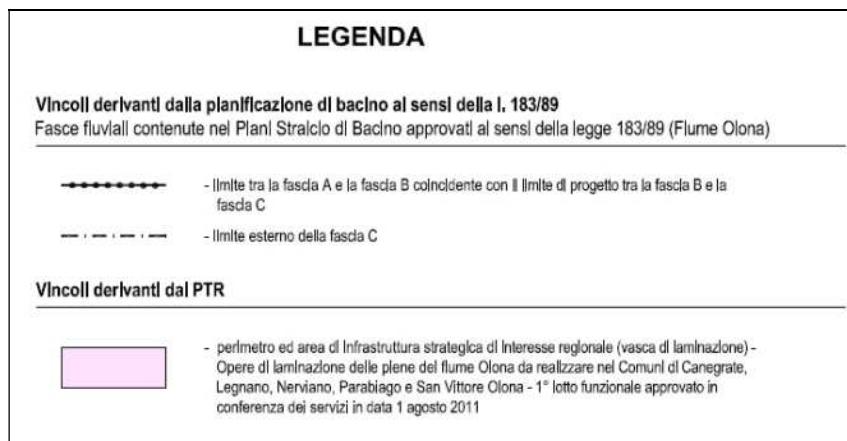 LEGENDA
Vincoli derivanti dalla pianificazione di bacino ai sensi della l. 183/89
Fasce fluviali contenute nei Piani Stralcio di Bacino approvati ai sensi della legge 183/89 (Fiume Olona)
- limite tra la fascia A e la fascia B coincidente con il limite di progetto tra la fascia B e la
fascia C
- limite esterno della fascia C
Vincoli derivanti dal PTR
- perimetro ed area di infrastruttura strategica di interesse regionale (vasca di laminazione) -
Opere di laminazione delle piene del fiume Olona da realizzare nei Comuni di Canegrate,
Legnano, Nerviano, Parabiago e San Vittore Olona - 1° lotto funzionale approvato in
conferenza dei servizi in data 1 agosto 2011